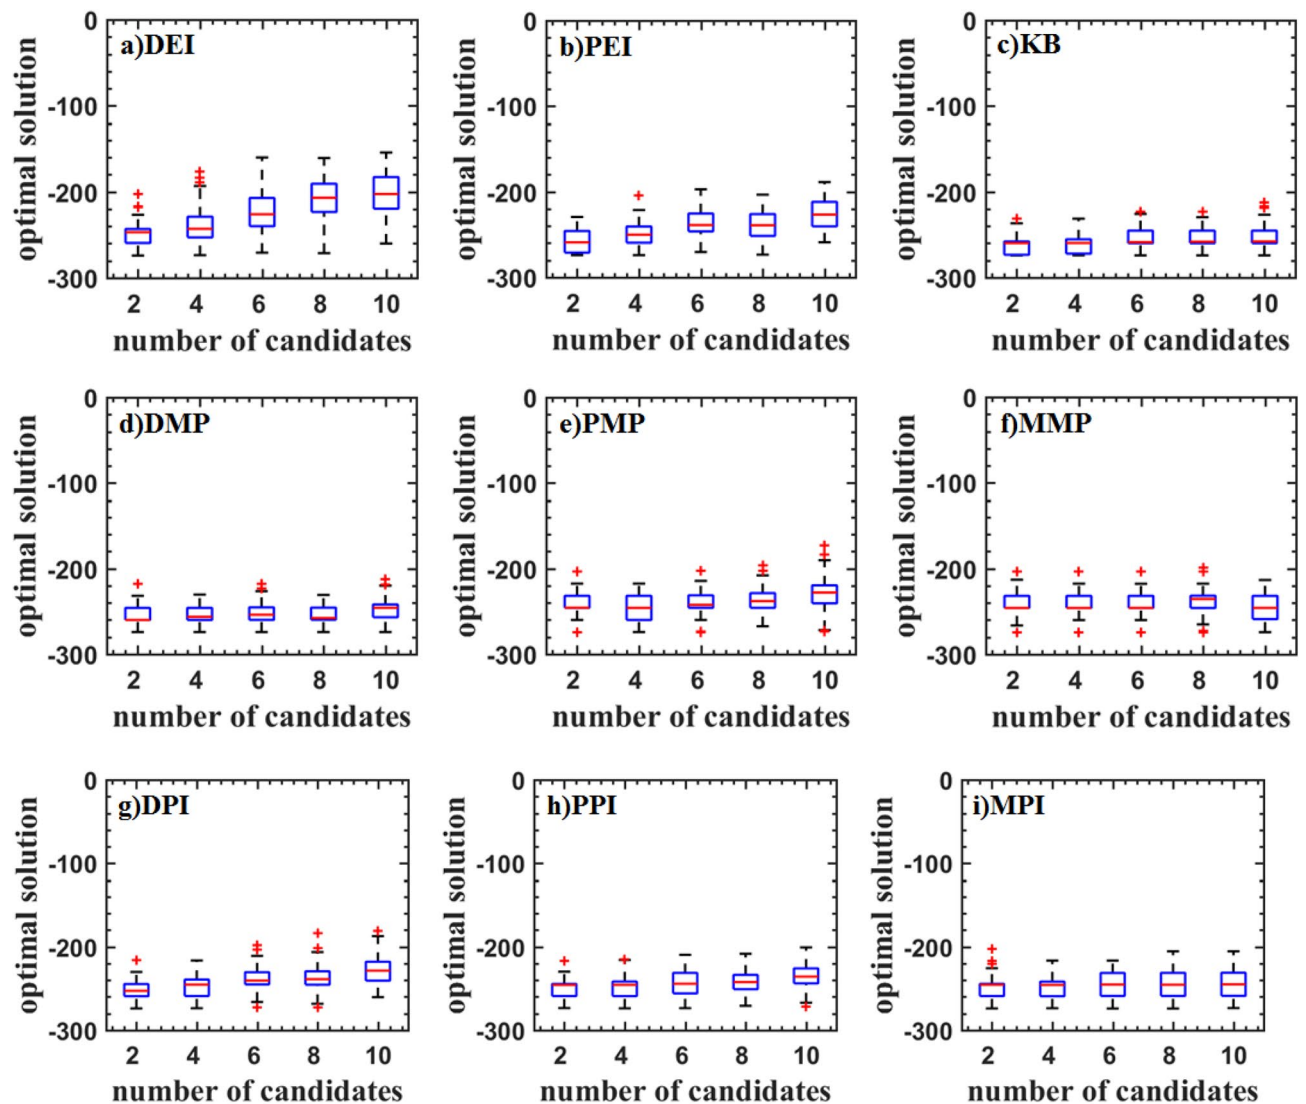 a)DEI
0
-100
-200
-300
optimal solution
2 4 6 8 10
number of candidates
b)PEI
0
-100
-200
-300
optimal solution
2 4 6 8 10
number of candidates
c)KB
0
-100
-200
-300
optimal solution
2 4 6 8 10
number of candidates
d)DMP
0
-100
-200
-300
optimal solution
2 4 6 8 10
number of candidates
e)PMP
0
-100
-200
-300
optimal solution
2 4 6 8 10
number of candidates
f)MMP
0
-100
-200
-300
optimal solution
2 4 6 8 10
number of candidates
g)DPI
0
-100
-200
-300
optimal solution
2 4 6 8 10
number of candidates
h)PPI
0
-100
-200
-300
optimal solution
2 4 6 8 10
number of candidates
i)MPI
0
-100
-200
-300
optimal solution
2 4 6 8 10
number of candidates